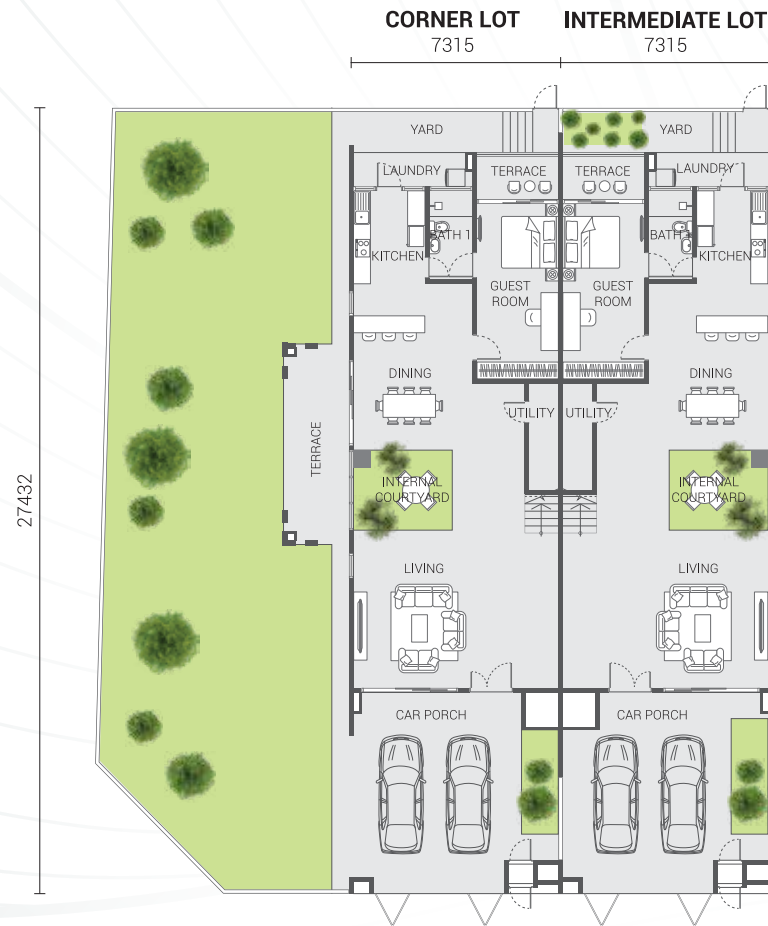 CORNER LOT
7315
INTERMEDIATE LOT
7315
27432
YARD
YARD
LAUNDRY
TERRACE
TERRACE
LAUNDRY
BATH 1
BATH
KITCHEN
KITCHEN
GUEST
ROOM
GUEST
ROOM
DINING
DINING
UTILITY
UTILITY
TERRACE
INTERNAL
COURTYARD
INTERNAL
COURTYARD
LIVING
LIVING
CAR PORCH
CAR PORCH